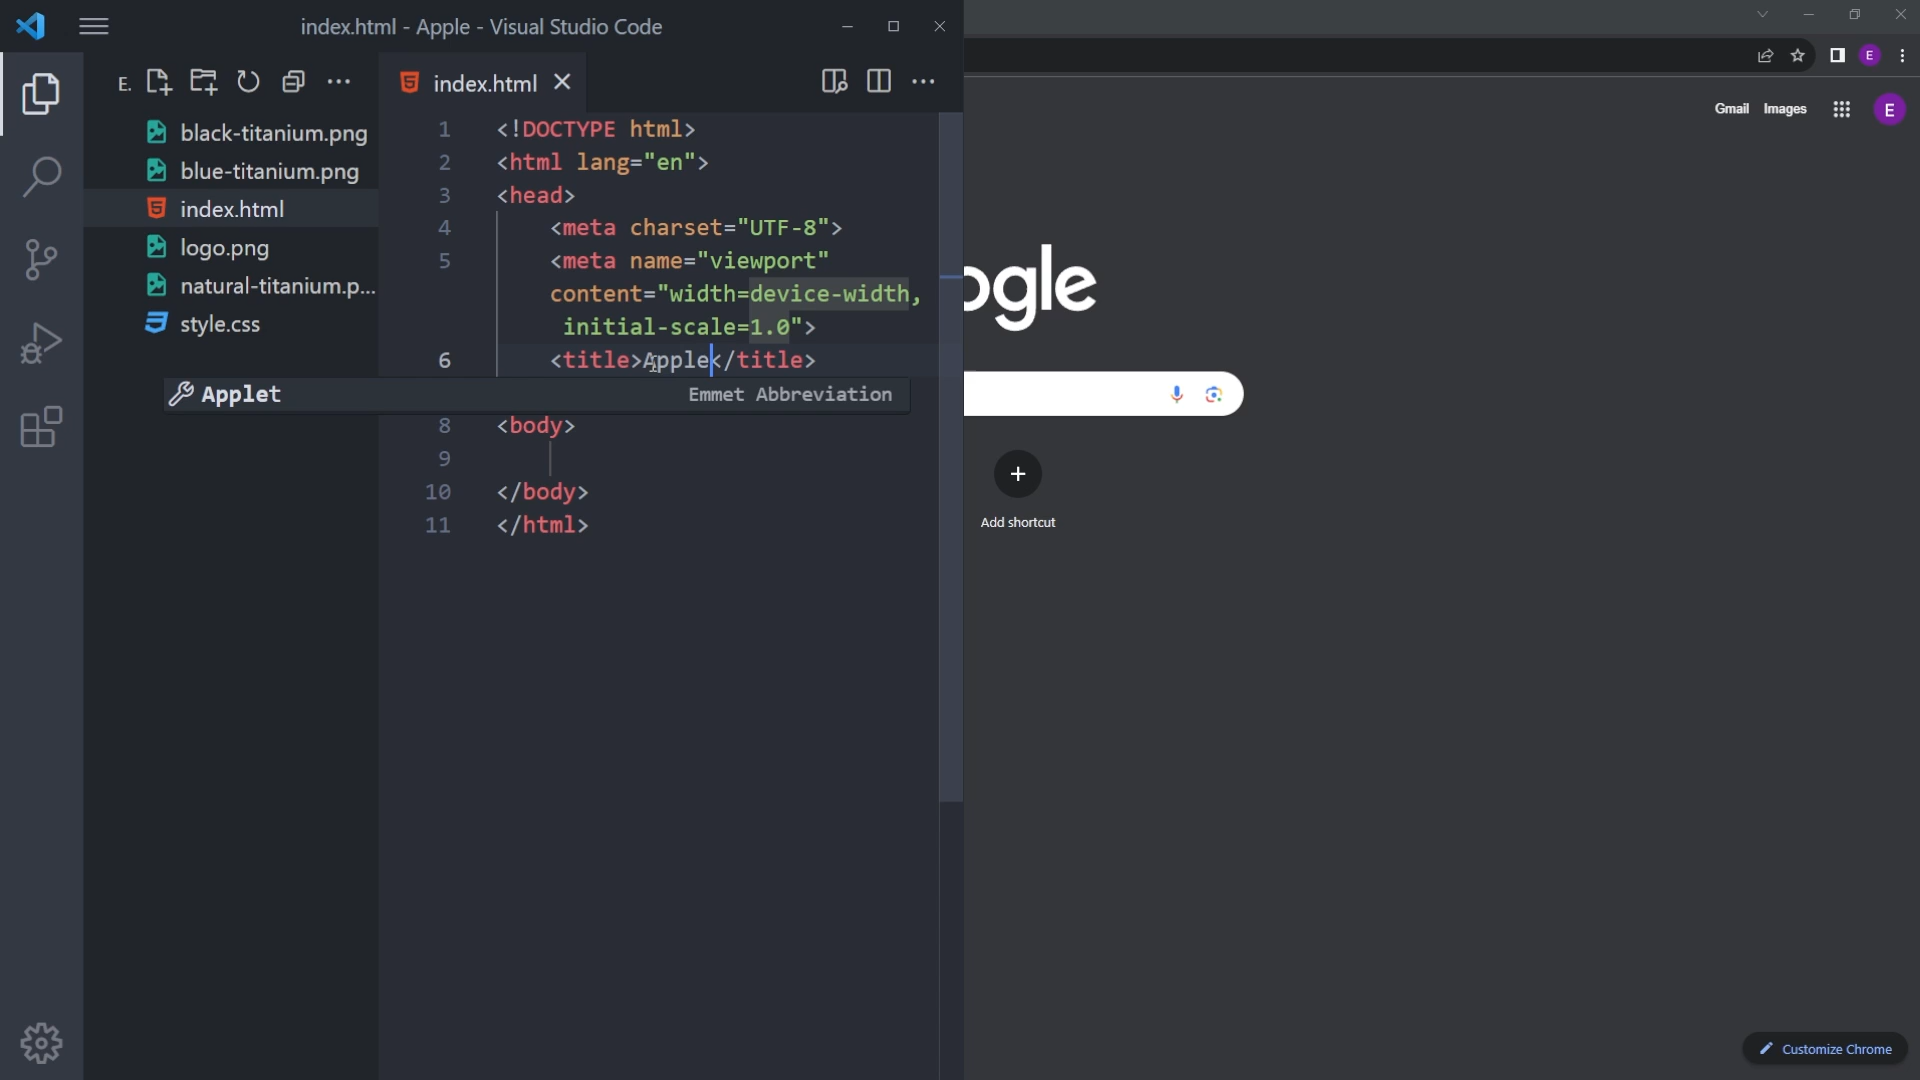 index.html - Apple - Visual Studio Code
E.
index.html
black-titanium.png
blue-titanium.png
index.html
logo.png
natural-titanium.p...
style.css
1 <!DOCTYPE html>
2 <html lang="en">
3 <head>
4 <meta charset="UTF-8">
5 <meta name="viewport"
content="width=device-width,
initial-scale=1.0">
6 <title>Apple</title>
Applet Emmet Abbreviation
8 <body>
9
10 </body>
11 </html>
E
Gmail Images E
ogle
Add shortcut
Customize Chrome